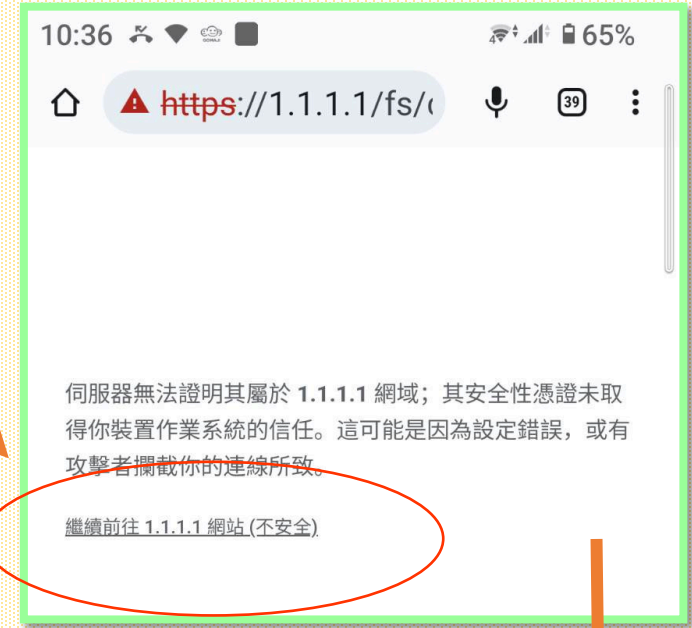 10:36 65%
https://1.1.1.1/fs/ 39
伺服器無法證明其屬於 1.1.1.1 網域；其安全性憑證未取
得你裝置作業系統的信任。這可能是因為設定錯誤，或有
攻擊者攔截你的連線所致。
繼續前往 1.1.1.1 網站 (不安全)